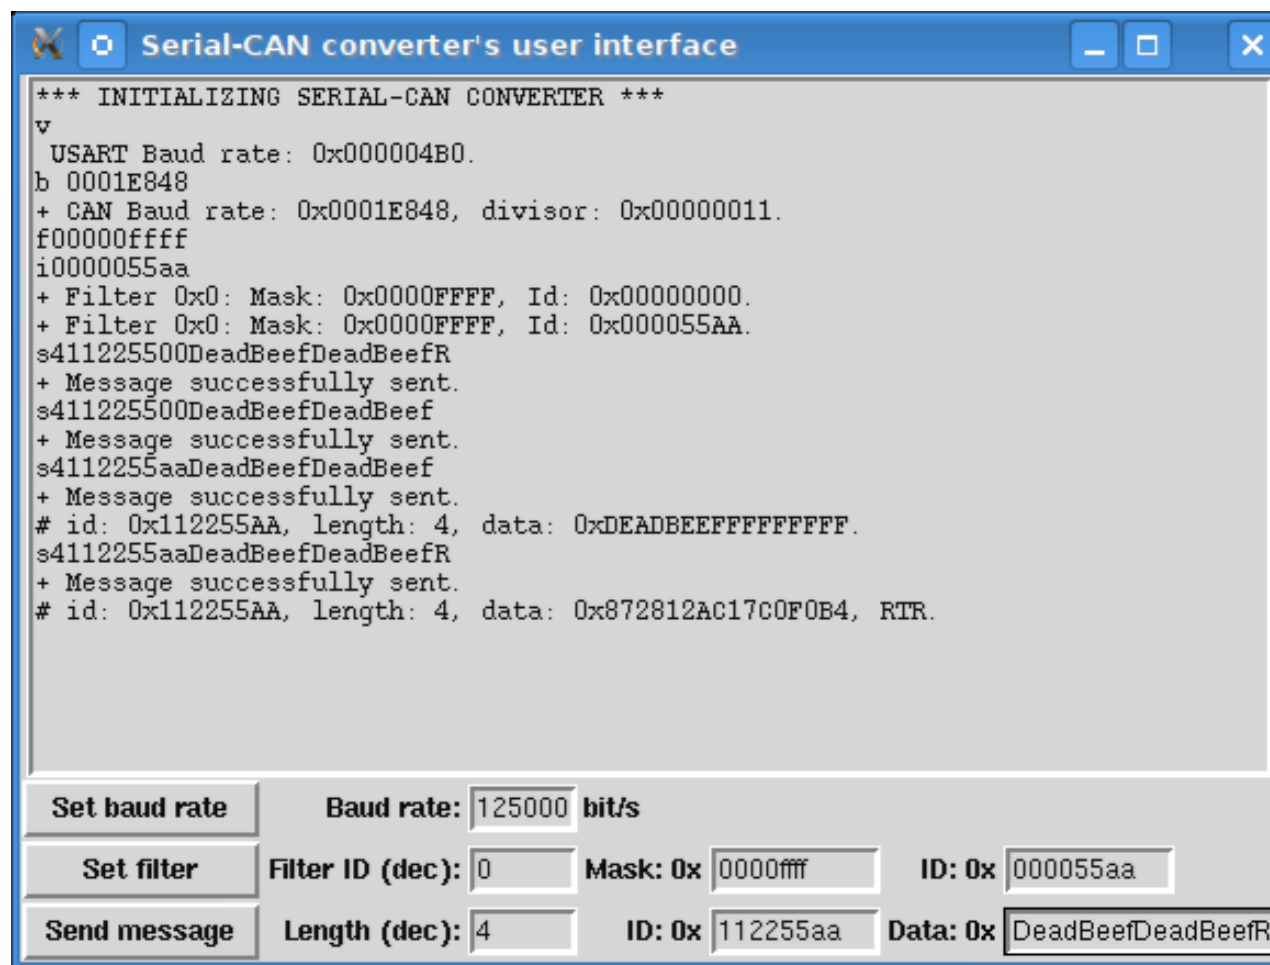 Serial-CAN converter's user interface
*** INITIALIZING SERIAL-CAN CONVERTER ***
v
USART Baud rate: 0x000004B0.
b 0001E848
+ CAN Baud rate: 0x0001E848, divisor: 0x00000011.
f00000ffff
i0000055aa
+ Filter 0x0: Mask: 0x0000FFFF, Id: 0x00000000.
+ Filter 0x0: Mask: 0x0000FFFF, Id: 0x000055AA.
s411225500DeadBeefDeadBeefR
+ Message successfully sent.
s411225500DeadBeefDeadBeef
+ Message successfully sent.
s4112255aaDeadBeefDeadBeef
+ Message successfully sent.
# id: 0x112255AA, length: 4, data: 0xDEADBEEFFFFFFFFF.
s4112255aaDeadBeefDeadBeefR
+ Message successfully sent.
# id: 0x112255AA, length: 4, data: 0x872812AC17C0F0B4, RTR.
Set baud rate Baud rate: 125000 bit/s
Set filter Filter ID (dec): 0 Mask: 0x 0000ffff ID: 0x 000055aa
Send message Length (dec): 4 ID: 0x 112255aa Data: 0x DeadBeefDeadBeefR